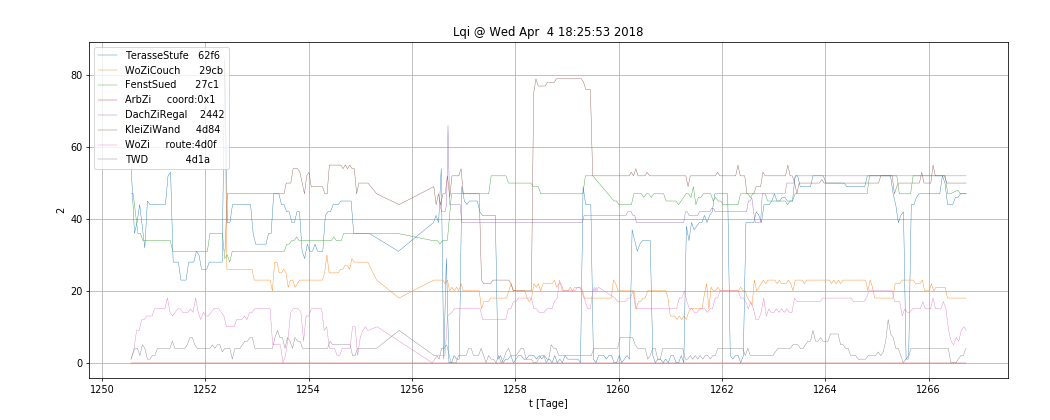 Lqi @ Wed Apr  4 18:25:53 2018
TerasseStufe 62f6
WoZiCouch 29cb
FenstSued 27c1
ArbZi coord:0x1
DachZiRegal 2442
KleiZiWand 4d84
WoZi route:4d0f
TWD 4d1a
80
60
40
20
0
2
1250 1252 1254 1256 1258 1260 1262 1264 1266
t [Tage]